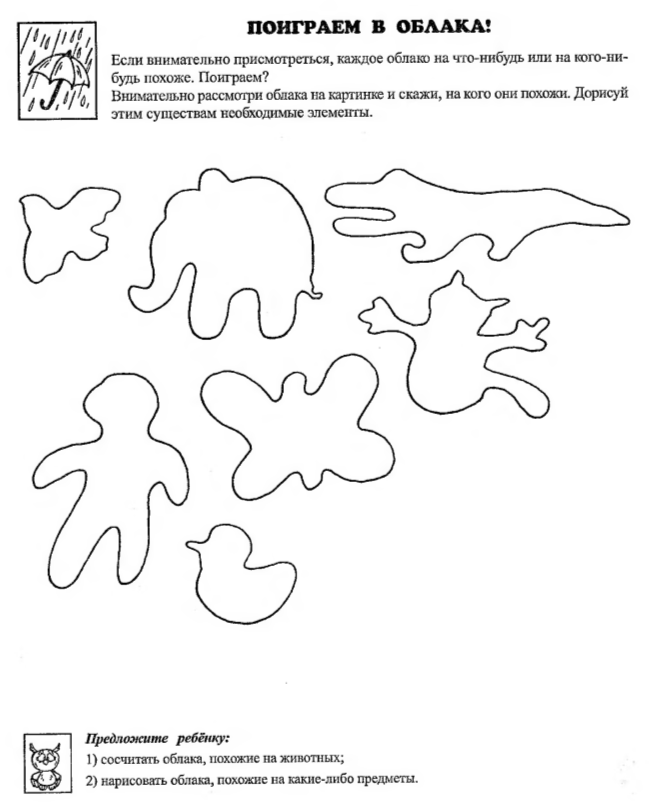 ПОИГРАЕМ В ОБЛАКА!
Если внимательно присмотреться, каждое облако на что-нибудь или на кого-ни-
будь похоже. Поиграем?
Внимательно рассмотри облака на картинке и скажи, на кого они похожи. Дорисуй
этим существам необходимые элементы.
Предложите ребёнку:
1) сосчитать облака, похожие на животных;
2) нарисовать облака, похожие на какие-либо предметы.